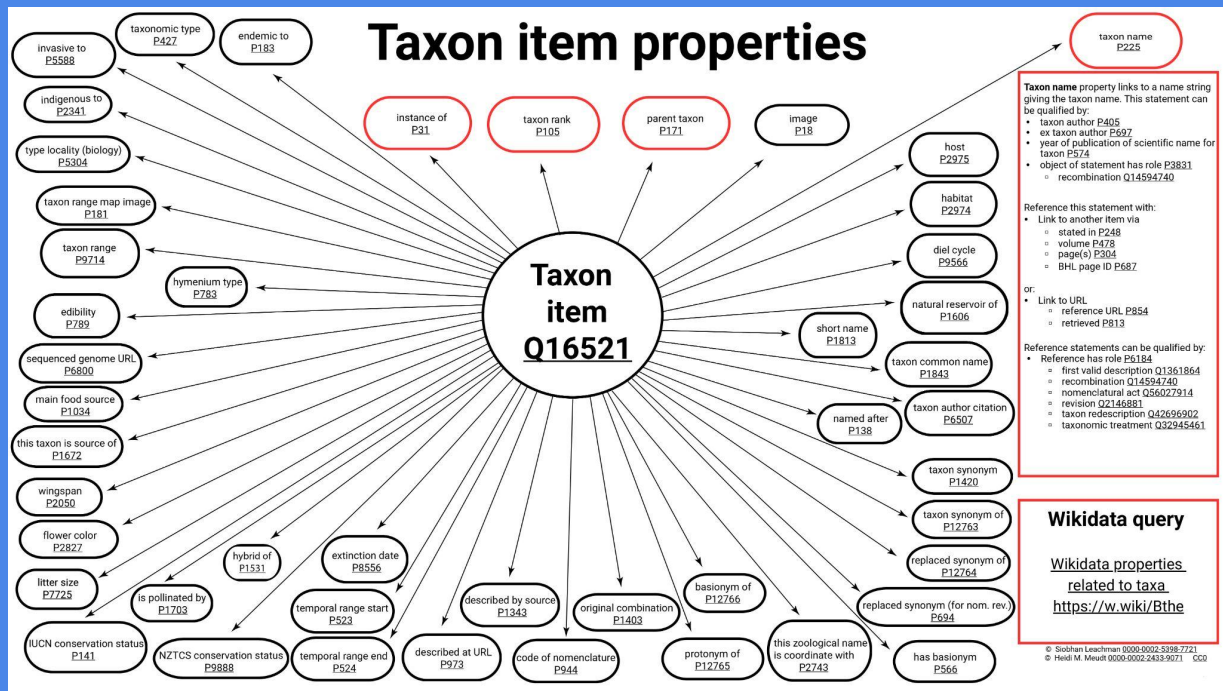 Taxon item properties
taxonomic type
P427
endemic to
P183
invasive to
P5588
indigenous to
P2341
type locality (biology)
P5304
taxon range map image
P181
taxon range
P9714
hymenium type
P783
edibility
P789
sequenced genome URL
P6800
main food source
P1034
this taxon is source of
P1672
wingspan
P2050
flower color
P2827
litter size
P7725
IUCN conservation status
P141
is pollinated by
P1703
hybrid of
P1531
NZTCS conservation status
P9888
extinction date
P8556
temporal range start
P523
temporal range end
P524
described at URL
P973
described by source
P1343
code of nomenclature
P944
original combination
P1403
basionym of
P12766
protonym of
P12765
this zoological name
is coordinate with
P2743
has basionym
P566
replaced synonym (for nom. rev.)
P694
replaced synonym of
P12764
taxon synonym of
P12763
taxon synonym
P1420
named after
P138
taxon author citation
P6507
taxon common name
P1843
short name
P1813
natural reservoir of
P1606
diel cycle
P9566
habitat
P2974
host
P2975
image
P18
parent taxon
P171
taxon rank
P105
instance of
P31
taxon name
P225
Taxon
item
Q16521
Taxon name property links to a name string
giving the taxon name. This statement can
be qualified by:
• taxon author P405
• ex taxon author P697
• year of publication of scientific name for
taxon P574
• object of statement has role P3831
▫ recombination Q14594740
Reference this statement with:
• Link to another item via
▫ stated in P248
▫ volume P478
▫ page(s) P304
▫ BHL page ID P687
or:
• Link to URL
▫ reference URL P854
▫ retrieved P813
Reference statements can be qualified by:
• Reference has role P6184
▫ first valid description Q1361864
▫ recombination Q14594740
▫ nomenclatural act Q56027914
▫ revision Q2146881
▫ taxon redescription Q42696902
▫ taxonomic treatment Q32945461
Wikidata query
Wikidata properties
related to taxa
https://w.wiki/Bthe
© Siobhan Leachman 0000-0002-5398-7721
© Heidi M. Meudt 0000-0002-2433-9071 CC0